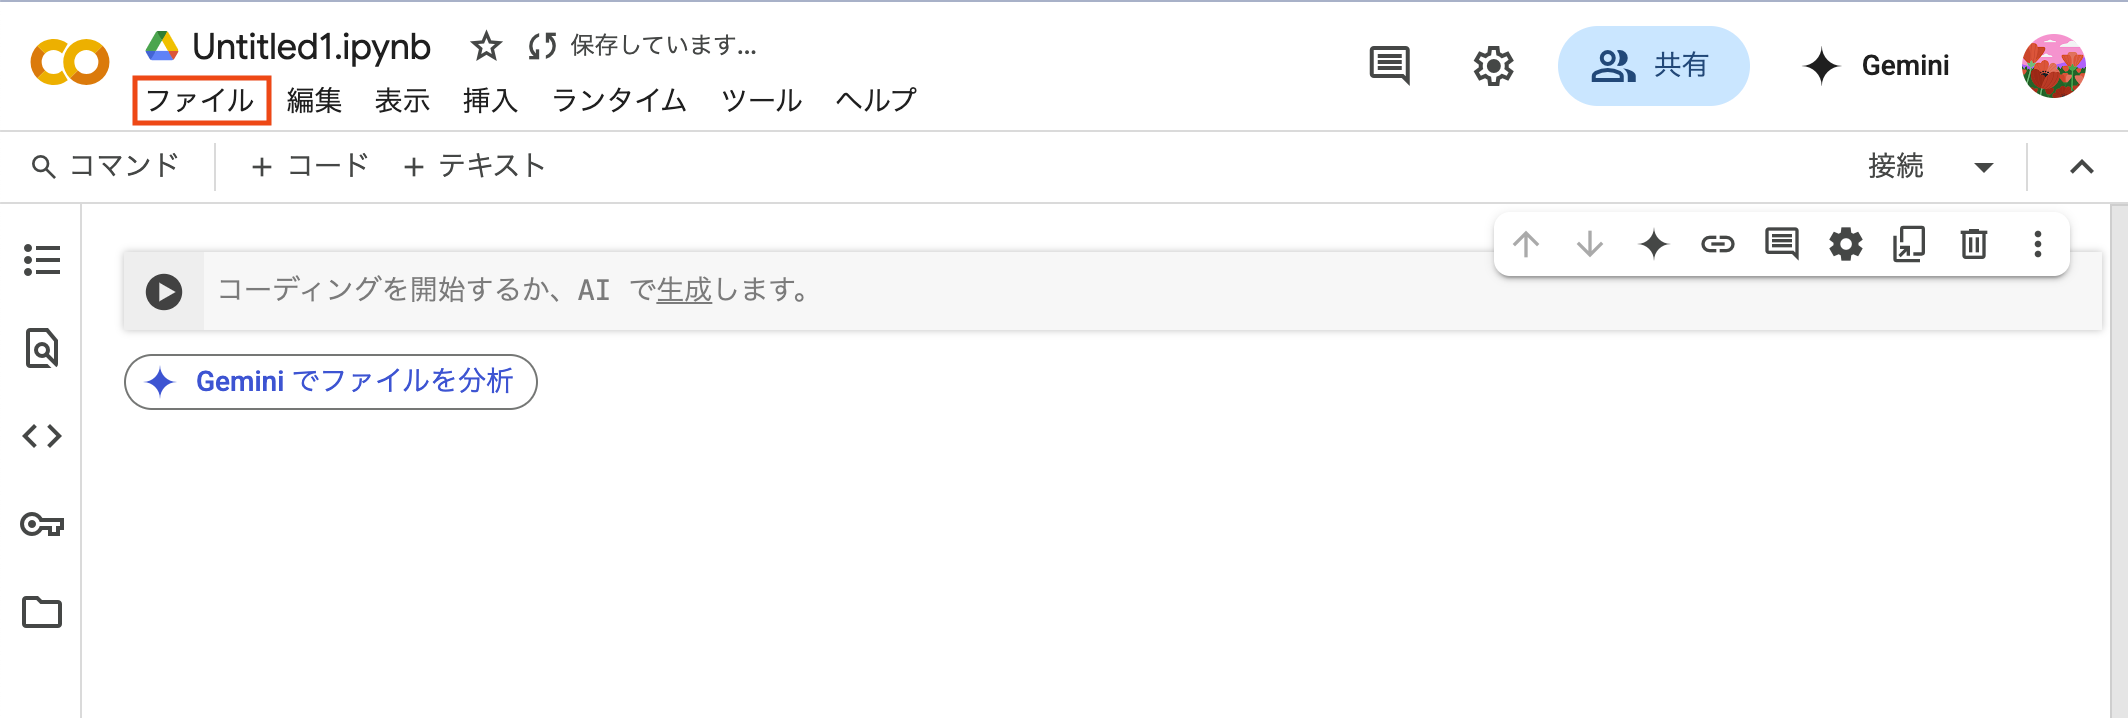 Untitled1.ipynb 保存しています...
ファイル 編集 表示 挿入 ランタイム ツール ヘルプ
共有 Gemini
コマンド + コード + テキスト 接続
コーディングを開始するか、AI で生成します。
Gemini でファイルを分析